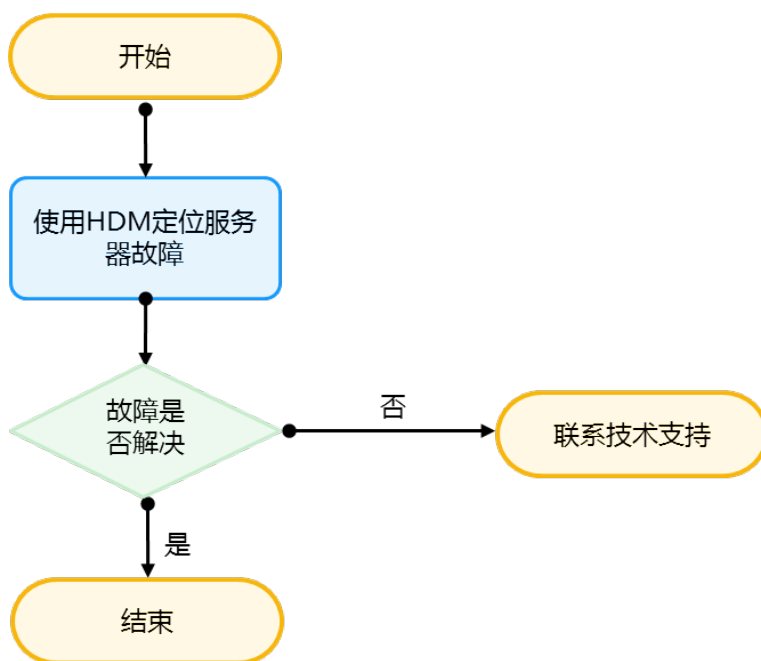 开始
使用HDM定位服务
器故障
故障是
否解决
否
联系技术支持
是
结束